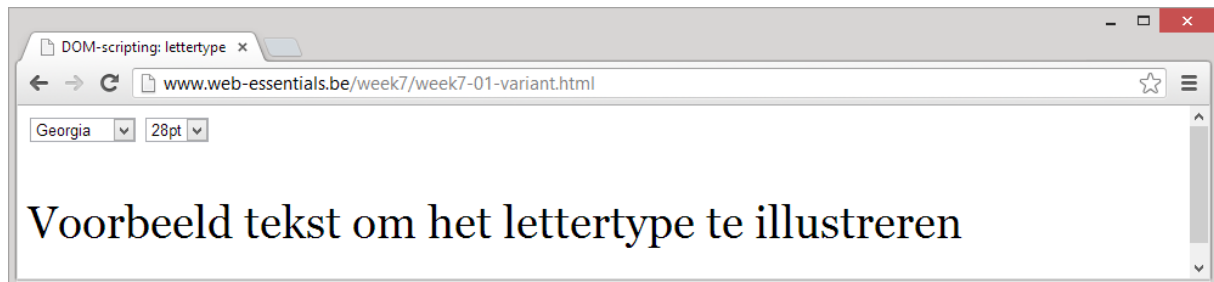 DOM-scripting: lettertype
www.web-essentials.be/week7/week7-01-variant.html
Georgia 28pt
Voorbeeld tekst om het lettertype te illustreren